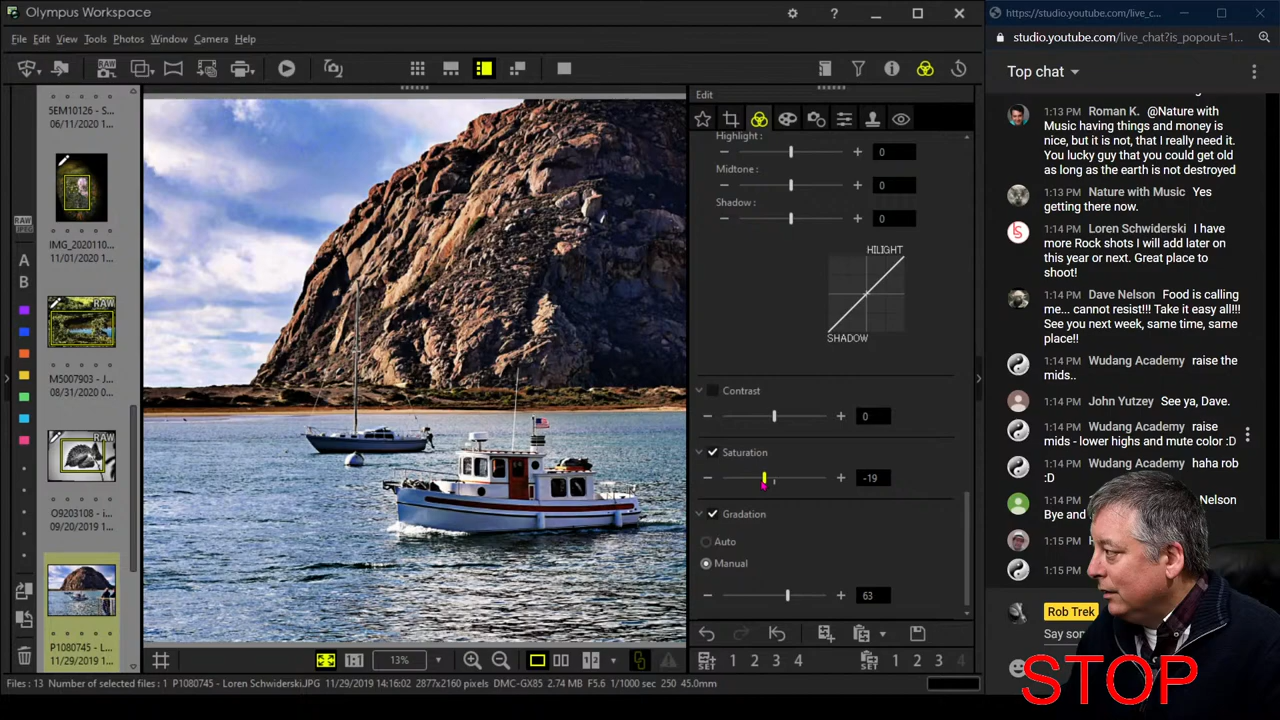 Olympus Workspace
File Edit View Tools Photos Window Camera Help
RAW
5EM10126 - S...
06/11/2020 1...
IMG_2020110...
11/01/2020 1...
RAW
M5007903 - J...
08/31/2020 1...
RAW
O9203108 - i...
09/20/2019 1...
P1080745 - L...
11/29/2019 1...
RAW
JPEG
A
B
1:1
13%
Edit
Highlight :
0
Midtone :
0
Shadow :
0
HILIGHT
SHADOW
Contrast
0
Saturation
-19
Gradation
Auto
Manual
63
1 2 3 4
SET 1 2 3 4
Files: 13 Number of selected files: 1 P1080745 - Loren Schwiderski.JPG 11/29/2019 14:16:02 2877x2160 pixels DMC-GX85 2.74 MB F5.6 1/1000 sec 250 45.0mm
https://studio.youtube.com/live_c...
studio.youtube.com/live_chat?is_popout=1...
Top chat
1:13 PM Roman K. @Nature with
Music having things and money is
nice, but it is not, that I really need it.
You lucky guy that you could get old
as long as the earth is not destroyed
1:13 PM Nature with Music Yes
getting there now.
1:14 PM Loren Schwiderski I have
more Rock shots I will add later on
this year or next. Great place to
shoot!
1:14 PM Dave Nelson Food is calling
me... cannot resist!!! Take it easy all!!!
See you next week, same time, same
place!!
1:14 PM Wudang Academy raise the
mids..
1:14 PM John Yutzey See ya, Dave.
1:14 PM Wudang Academy raise
mids - lower highs and mute color :D
1:14 PM Wudang Academy haha rob
:D
Nelson
Bye and
1:15 PM
1:15 PM
Rob Trek
Say
STOP